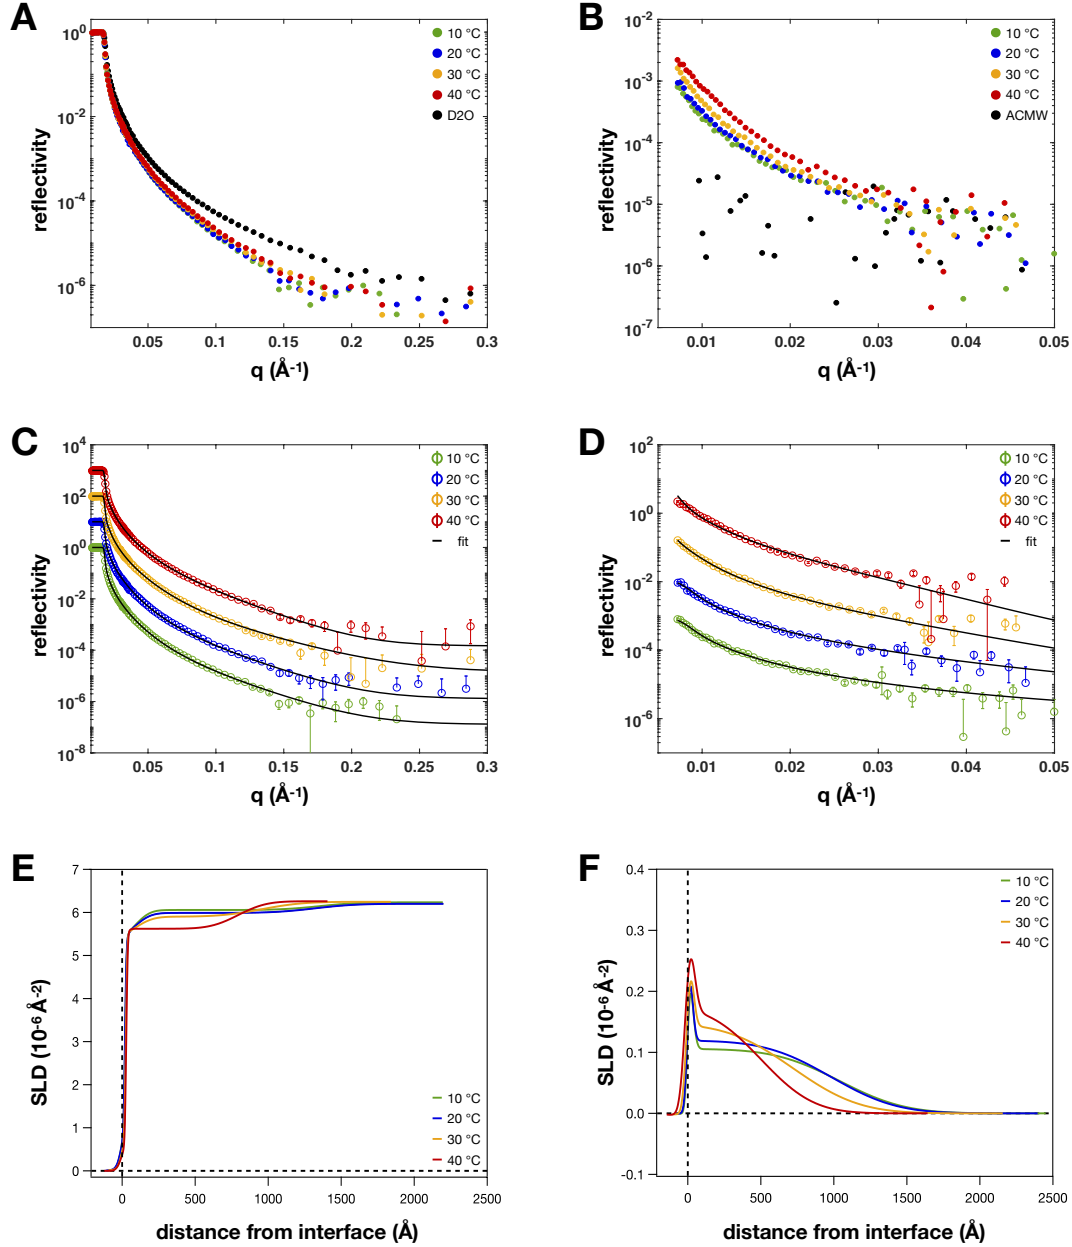 A
10⁰
10⁻²
10⁻⁴
10⁻⁶
reflectivity
10 °C
20 °C
30 °C
40 °C
D2O
0.05
0.1
0.15
0.2
0.25
0.3
q (Å⁻¹)
B
10⁻²
10⁻³
10⁻⁴
10⁻⁵
10⁻⁶
10⁻⁷
reflectivity
10 °C
20 °C
30 °C
40 °C
ACMW
0.01
0.02
0.03
0.04
0.05
q (Å⁻¹)
C
10⁴
10²
10⁰
10⁻²
10⁻⁴
10⁻⁶
10⁻⁸
reflectivity
10 °C
20 °C
30 °C
40 °C
fit
0.05
0.1
0.15
0.2
0.25
0.3
q (Å⁻¹)
D
10²
10⁰
10⁻²
10⁻⁴
10⁻⁶
reflectivity
10 °C
20 °C
30 °C
40 °C
fit
0.01
0.02
0.03
0.04
0.05
q (Å⁻¹)
E
7
6
5
4
3
2
1
0
SLD (10⁻⁶ Å⁻²)
10 °C
20 °C
30 °C
40 °C
0
500
1000
1500
2000
2500
distance from interface (Å)
F
0.4
0.3
0.2
0.1
0.0
-0.1
SLD (10⁻⁶ Å⁻²)
10 °C
20 °C
30 °C
40 °C
0
500
1000
1500
2000
2500
distance from interface (Å)